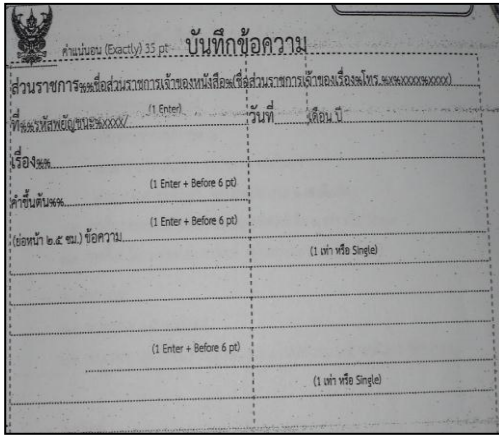 ค่าแน่นอน (Exactly) 35 pt บันทึกข้อความ
ส่วนราชการ%%ชื่อส่วนราชการเจ้าของหนังสือ%(ชื่อส่วนราชการเจ้าของเรื่อง%โทร.%x%xxxx%xxxx)
(1 Enter)
ที่%%รหัสพยัญชนะ%xxxx/ วันที่ เดือน ปี
เรื่อง%%
(1 Enter + Before 6 pt)
คำขึ้นต้น%%
(1 Enter + Before 6 pt)
(ย่อหน้า ๒.๕ ซม.) ข้อความ
(1 เท่า หรือ Single)
(1 Enter + Before 6 pt)
(1 เท่า หรือ Single)